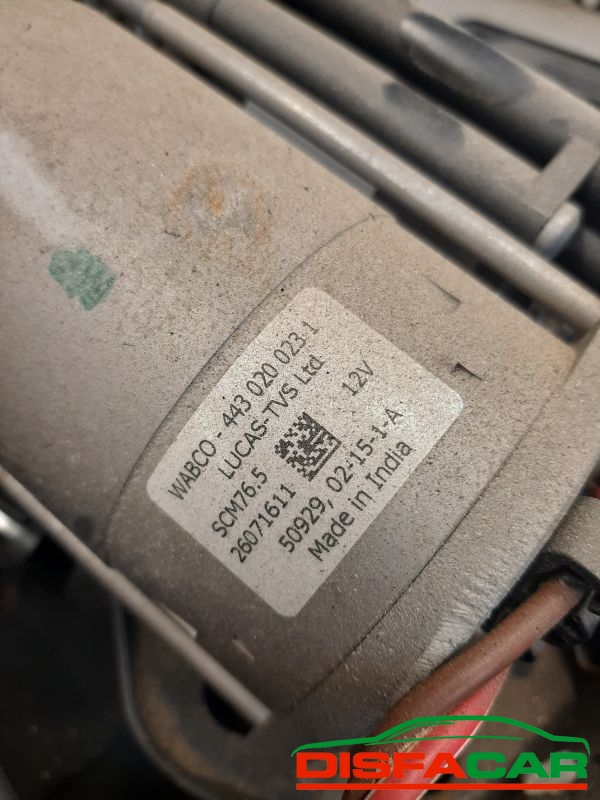 WABCO - 443 020 023 1
LUCAS-TVS Ltd
SCM76.5
12V
26071611
50929, 02-15-1-A
Made in India
DISFACAR